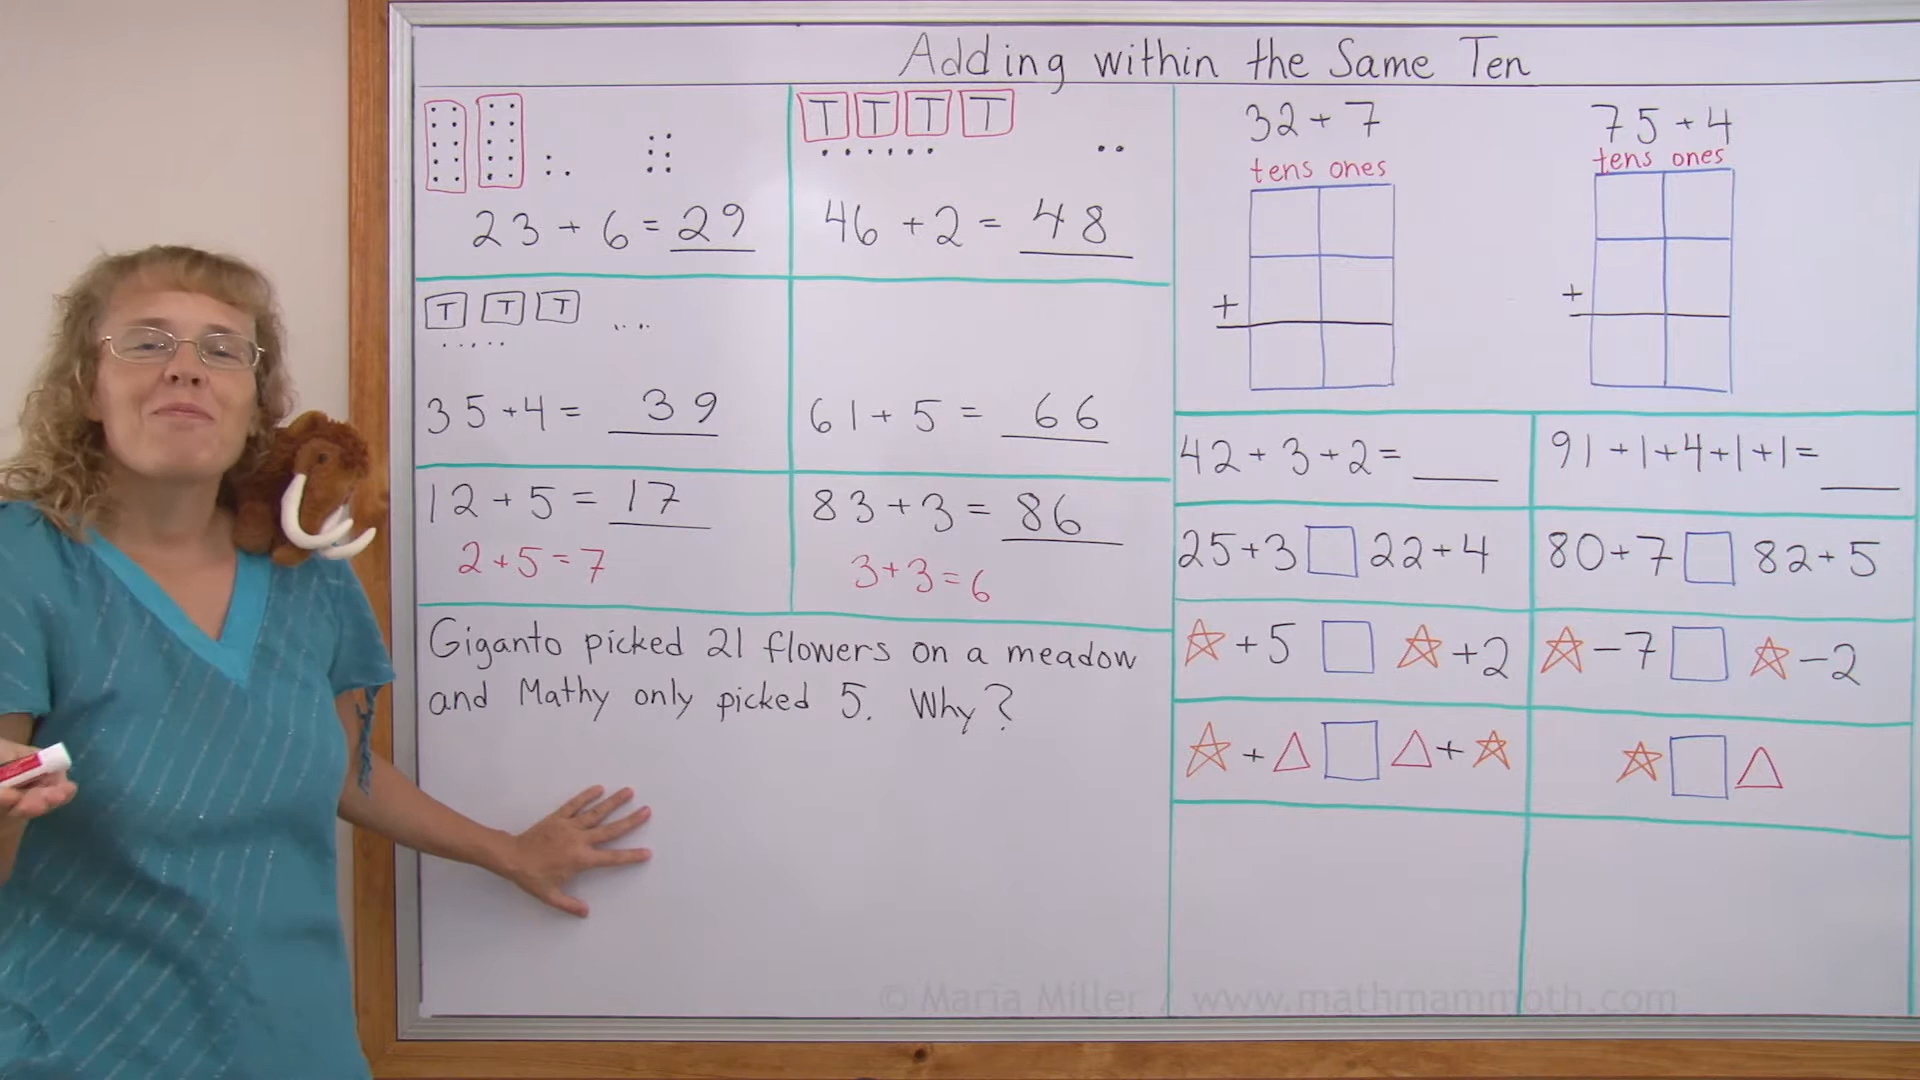 Adding within the Same Ten
23 + 6 = 29
T T T T
46 + 2 = 48
T T T
35 + 4 = 39
61 + 5 = 66
12 + 5 = 17
2 + 5 = 7
83 + 3 = 86
3 + 3 = 6
Giganto picked 21 flowers on a meadow
and Mathy only picked 5. Why?
32 + 7
tens ones
+
75 + 4
tens ones
+
42 + 3 + 2 = ____
91 + 1 + 4 + 1 + 1 = ____
25 + 3 □ 22 + 4
80 + 7 □ 82 + 5
☆ + 5 □ ☆ + 2
☆ - 7 □ ☆ - 2
☆ + △ □ △ + ☆
☆ □ △
© Maria Miller / www.mathmammoth.com